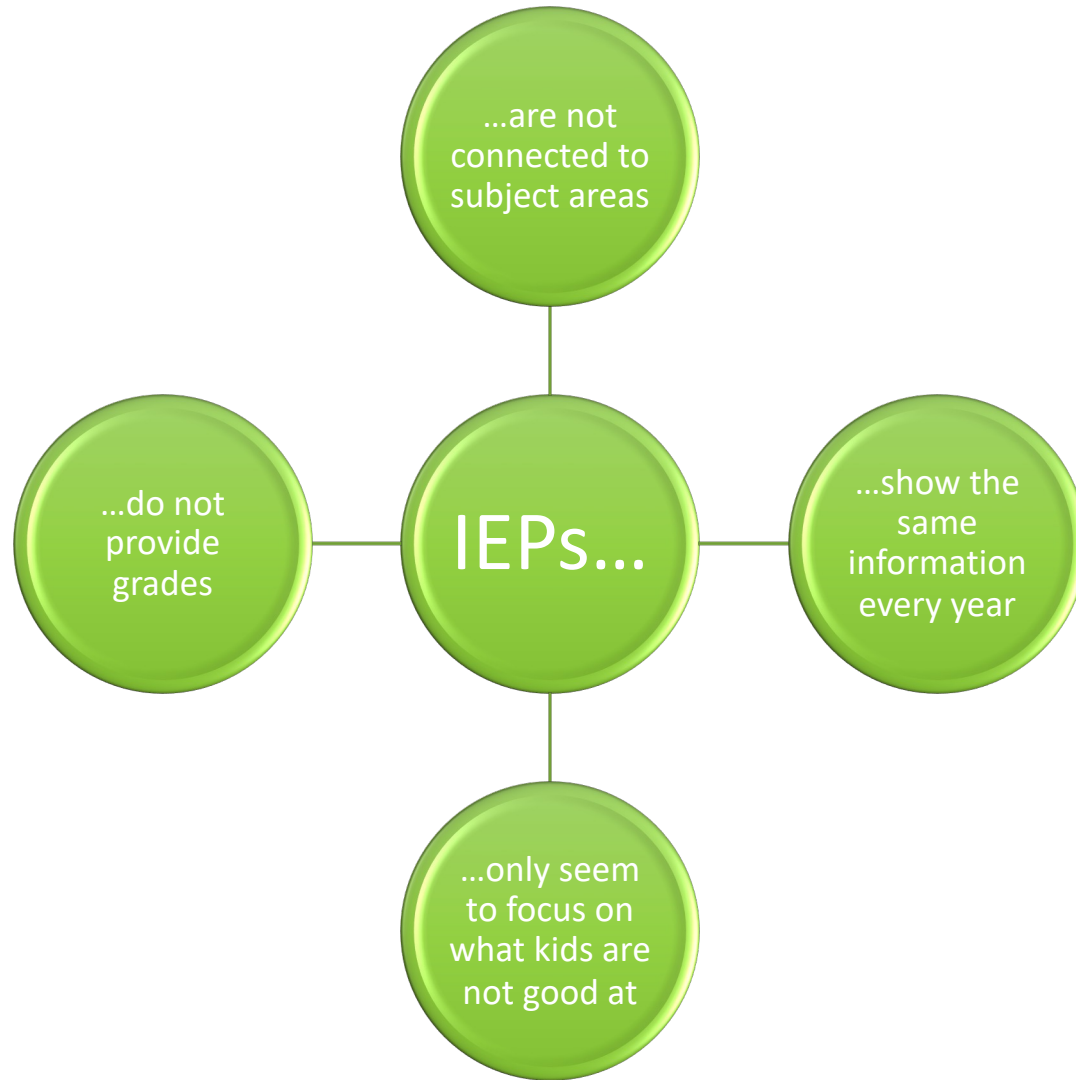 ...are not
connected to
subject areas
...do not
provide
grades
IEPs...
...show the
same
information
every year
...only seem
to focus on
what kids are
not good at